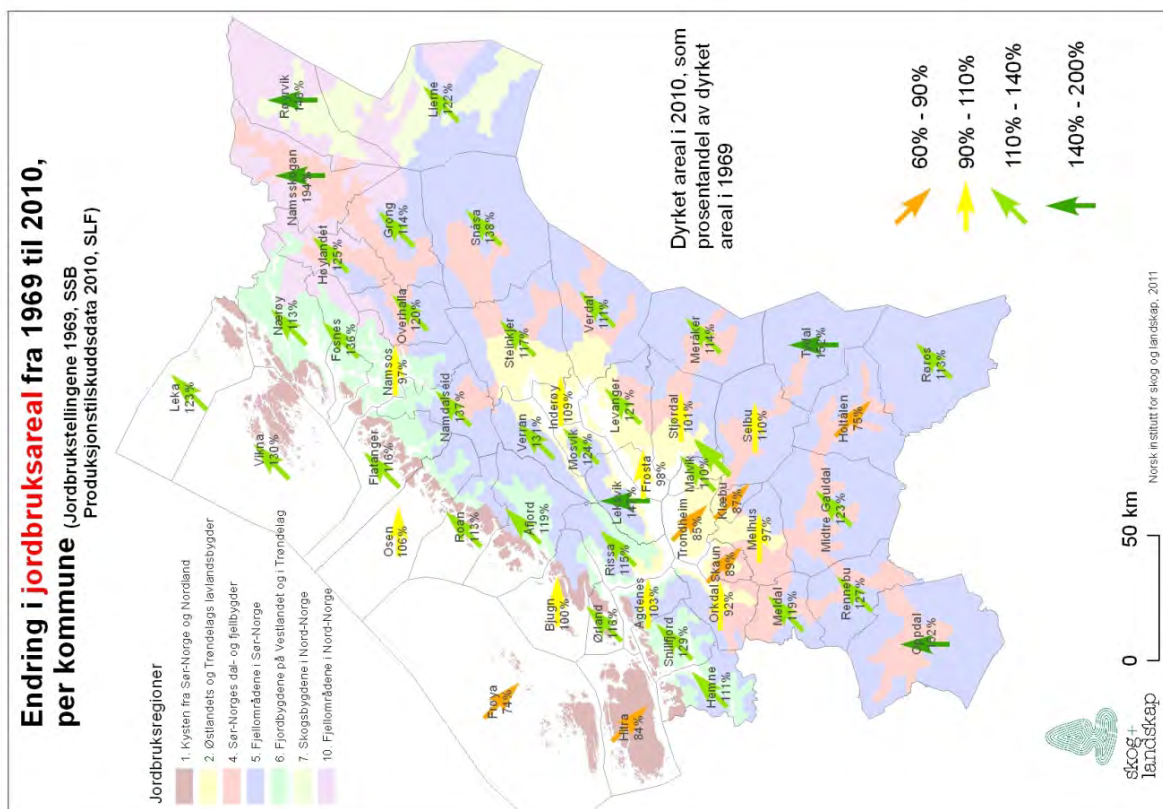 Endring i jordbruksareal fra 1969 til 2010,
per kommune (Jordbrukstellingene 1969, SSB
Produksjonstilskuddsdata 2010, SLF)
Jordbruksregioner
1. Kysten fra Sør-Norge og Nordland
2. Østlandets og Trøndelags lavlandsbygder
4. Sør-Norges dal- og fjellbygder
5. Fjellområdene i Sør-Norge
6. Fjordbygdene på Vestlandet og i Trøndelag
7. Skogsbygdene i Nord-Norge
10. Fjellområdene i Nord-Norge
Leka
123%
Vikna
130%
Nærøy
113%
Røyrvik
Namsskogan
194%
Høylandet
125%
Fosnes
136%
Grong
114%
Lierne
122%
Overhalla
120%
Namsos
97%
Flatanger
116%
Osen
106%
Namdalseid
137%
Snåsa
138%
Roan
113%
Steinkjer
117%
Åfjord
119%
Verran
131%
Inderøy
109%
Mosvik
124%
Verdal
111%
Bjugn
100%
Frøya
74%
Ørland
116%
Rissa
115%
Leksvik
Levanger
121%
Frosta
98%
Stjørdal
101%
Meråker
114%
Hitra
84%
Agdenes
103%
Trondheim
85%
Malvik
110%
Snillfjord
129%
Hemne
111%
Orkdal
92%
Skaun
89%
Klæbu
87%
Melhus
97%
Selbu
110%
Tydal
Meldal
119%
Midtre Gauldal
123%
Holtålen
75%
Rennebu
127%
Røros
113%
Oppdal
Dyrket areal i 2010, som
prosentandel av dyrket
areal i 1969
60% - 90%
90% - 110%
110% - 140%
140% - 200%
0 50 km
skog+
landskap
Norsk institutt for skog og landskap, 2011